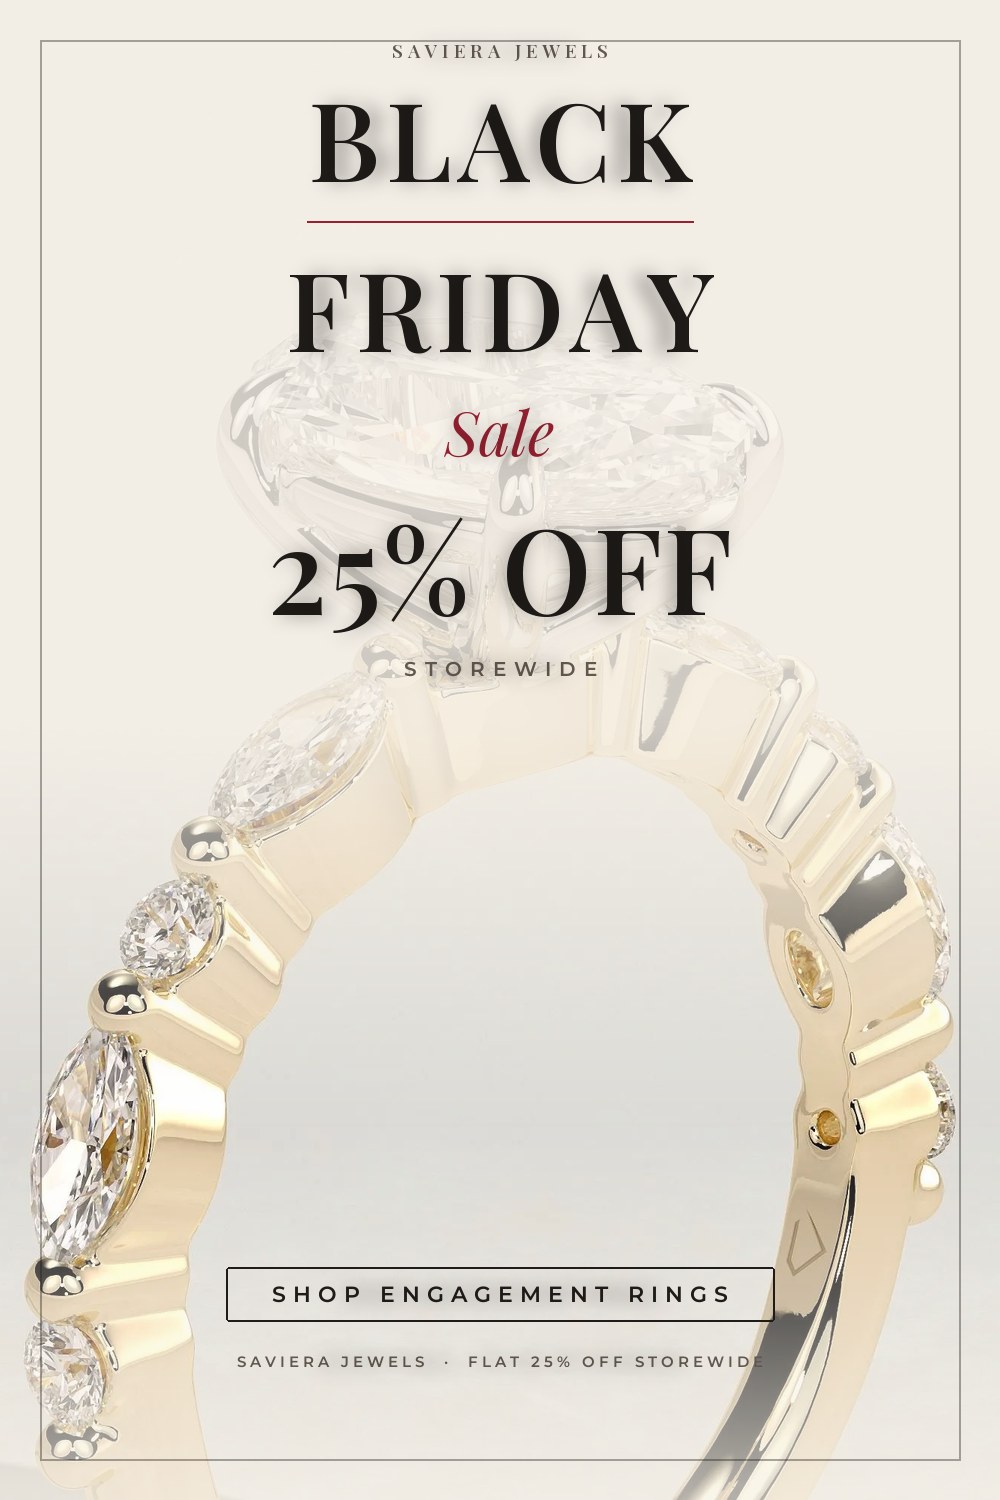 SAVIERA JEWELS
BLACK
FRIDAY
Sale
25% OFF
STOREWIDE
SHOP ENGAGEMENT RINGS
SAVIERA JEWELS · FLAT 25% OFF STOREWIDE